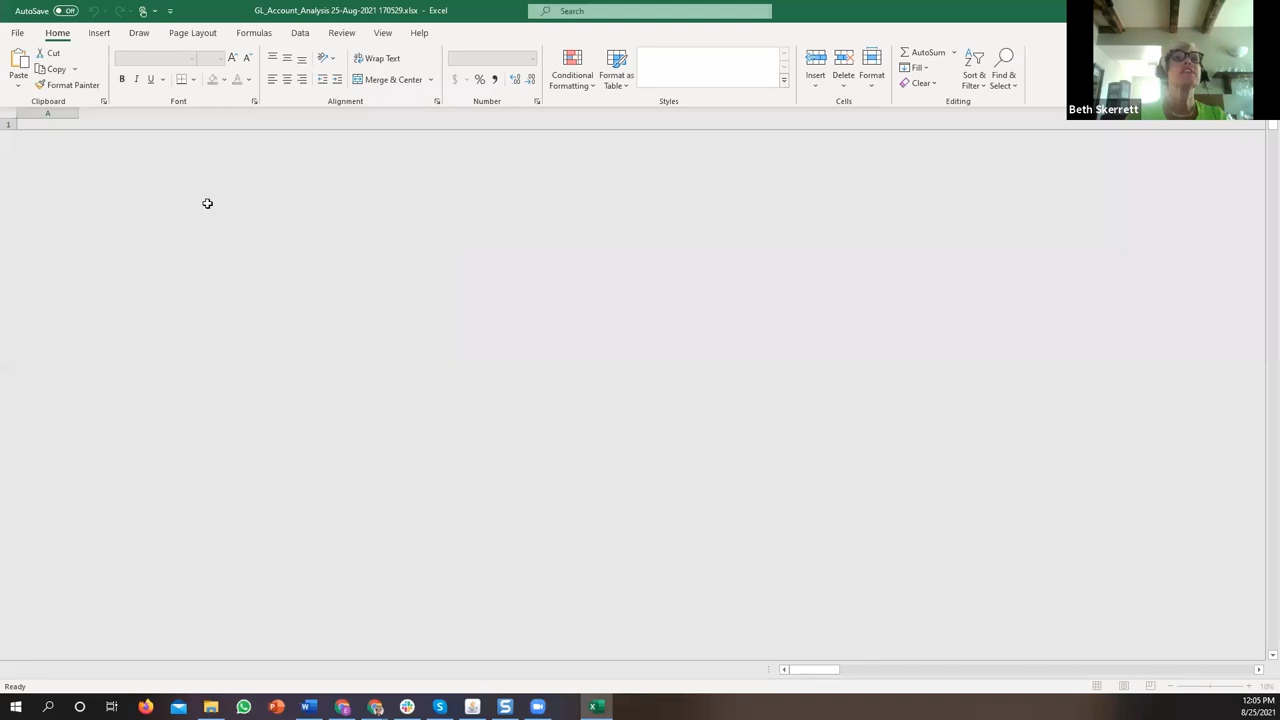 AutoSave Off GL_Account_Analysis 25-Aug-2021 170529.xlsx - Excel Search
File Home Insert Draw Page Layout Formulas Data Review View Help
Paste Cut Copy Format Painter
B I U Wrap Text Merge & Center
$ % ,
Conditional Formatting Format as Table
Insert Delete Format
AutoSum Fill Clear
Sort & Filter Find & Select
Clipboard Font Alignment Number Styles Cells Editing
Beth Skerrett
A
1
Ready 10%
12:05 PM
8/25/2021